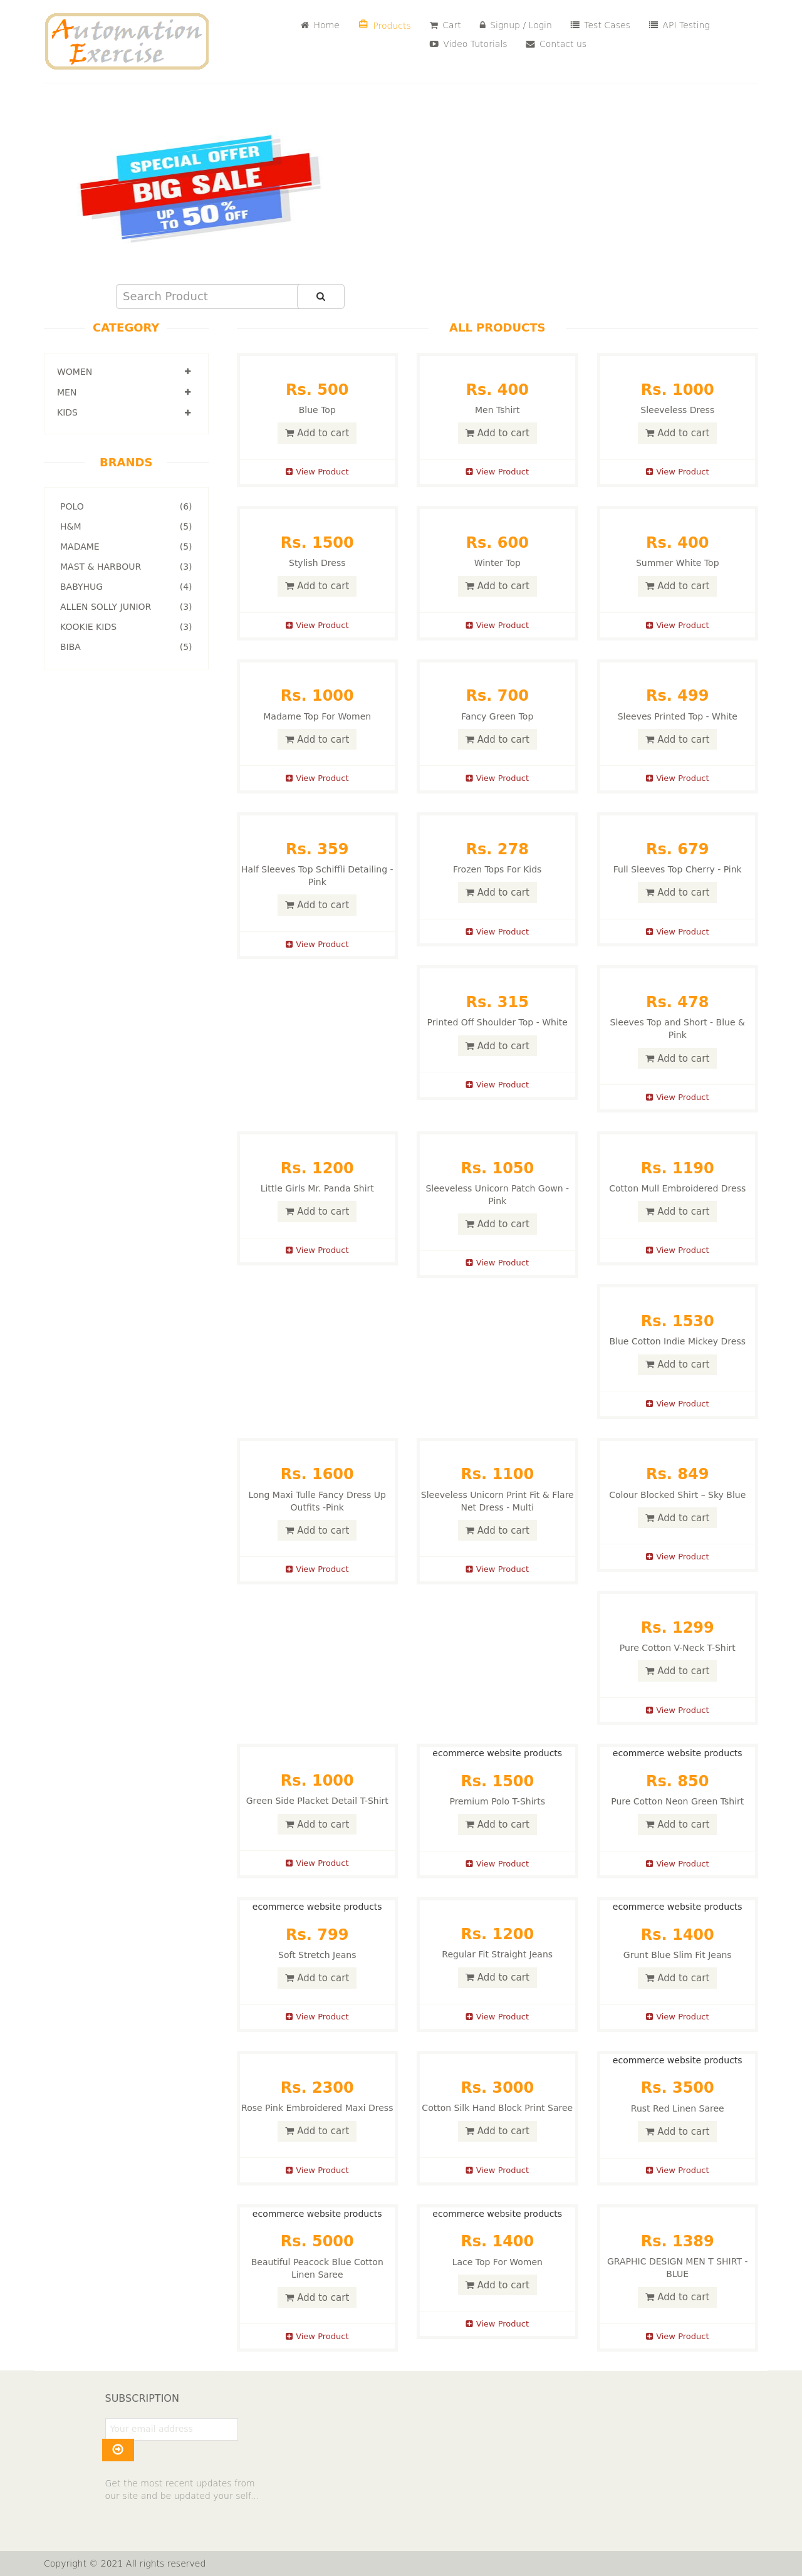 Automation
Exercise
Home Products Cart Signup / Login Test Cases API Testing
Video Tutorials Contact us
SPECIAL OFFER
BIG SALE
UP TO 50% OFF
Search Product
CATEGORY
WOMEN
MEN
KIDS
BRANDS
POLO (6)
H&M (5)
MADAME (5)
MAST & HARBOUR (3)
BABYHUG (4)
ALLEN SOLLY JUNIOR (3)
KOOKIE KIDS (3)
BIBA (5)
ALL PRODUCTS
Rs. 500
Blue Top
Add to cart
View Product
Rs. 400
Men Tshirt
Add to cart
View Product
Rs. 1000
Sleeveless Dress
Add to cart
View Product
Rs. 1500
Stylish Dress
Add to cart
View Product
Rs. 600
Winter Top
Add to cart
View Product
Rs. 400
Summer White Top
Add to cart
View Product
Rs. 1000
Madame Top For Women
Add to cart
View Product
Rs. 700
Fancy Green Top
Add to cart
View Product
Rs. 499
Sleeves Printed Top - White
Add to cart
View Product
Rs. 359
Half Sleeves Top Schiffli Detailing -
Pink
Add to cart
View Product
Rs. 278
Frozen Tops For Kids
Add to cart
View Product
Rs. 679
Full Sleeves Top Cherry - Pink
Add to cart
View Product
Rs. 315
Printed Off Shoulder Top - White
Add to cart
View Product
Rs. 478
Sleeves Top and Short - Blue &
Pink
Add to cart
View Product
Rs. 1200
Little Girls Mr. Panda Shirt
Add to cart
View Product
Rs. 1050
Sleeveless Unicorn Patch Gown -
Pink
Add to cart
View Product
Rs. 1190
Cotton Mull Embroidered Dress
Add to cart
View Product
Rs. 1530
Blue Cotton Indie Mickey Dress
Add to cart
View Product
Rs. 1600
Long Maxi Tulle Fancy Dress Up
Outfits -Pink
Add to cart
View Product
Rs. 1100
Sleeveless Unicorn Print Fit & Flare
Net Dress - Multi
Add to cart
View Product
Rs. 849
Colour Blocked Shirt – Sky Blue
Add to cart
View Product
Rs. 1299
Pure Cotton V-Neck T-Shirt
Add to cart
View Product
Rs. 1000
Green Side Placket Detail T-Shirt
Add to cart
View Product
ecommerce website products
Rs. 1500
Premium Polo T-Shirts
Add to cart
View Product
ecommerce website products
Rs. 850
Pure Cotton Neon Green Tshirt
Add to cart
View Product
ecommerce website products
Rs. 799
Soft Stretch Jeans
Add to cart
View Product
Rs. 1200
Regular Fit Straight Jeans
Add to cart
View Product
ecommerce website products
Rs. 1400
Grunt Blue Slim Fit Jeans
Add to cart
View Product
Rs. 2300
Rose Pink Embroidered Maxi Dress
Add to cart
View Product
Rs. 3000
Cotton Silk Hand Block Print Saree
Add to cart
View Product
ecommerce website products
Rs. 3500
Rust Red Linen Saree
Add to cart
View Product
ecommerce website products
Rs. 5000
Beautiful Peacock Blue Cotton
Linen Saree
Add to cart
View Product
ecommerce website products
Rs. 1400
Lace Top For Women
Add to cart
View Product
Rs. 1389
GRAPHIC DESIGN MEN T SHIRT -
BLUE
Add to cart
View Product
SUBSCRIPTION
Your email address
Get the most recent updates from
our site and be updated your self...
Copyright © 2021 All rights reserved